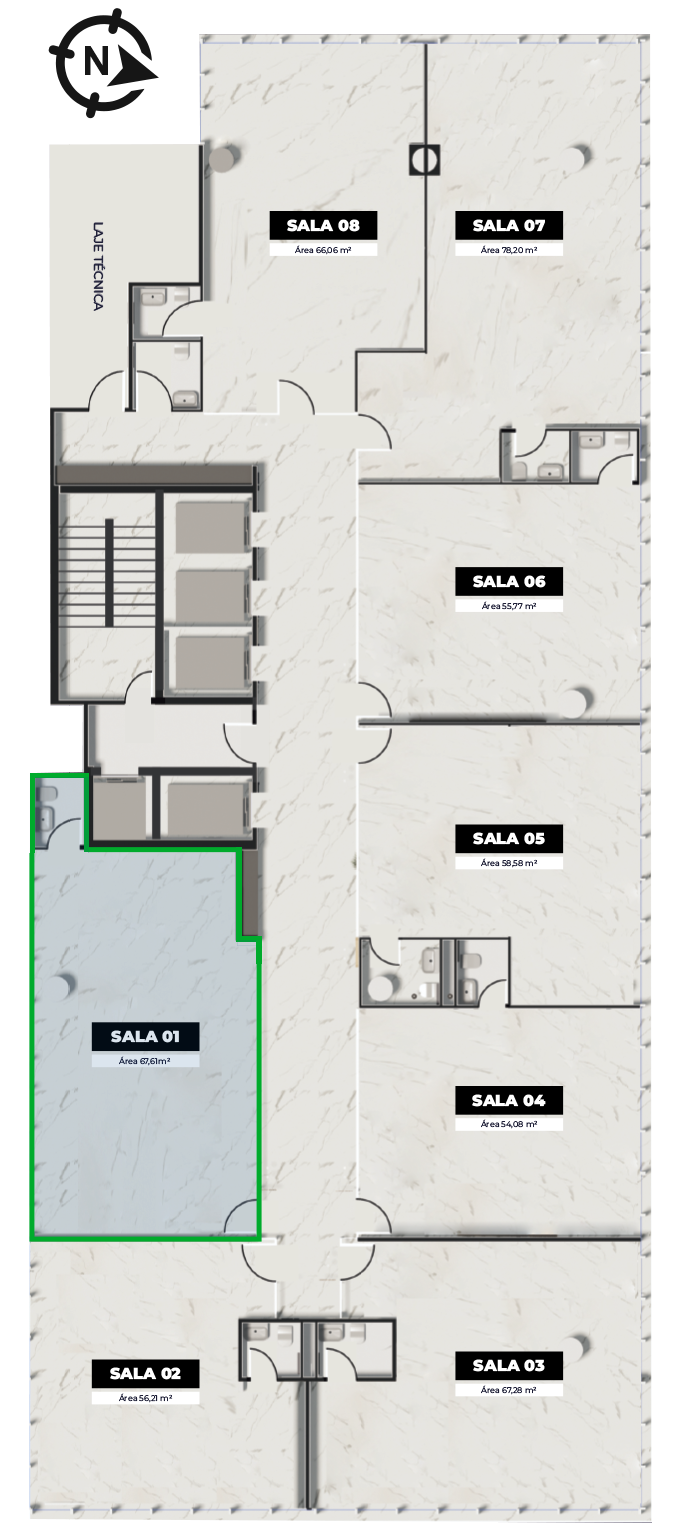 N
LAJE TÉCNICA
SALA 08
Área 66,06 m²
SALA 07
Área 78,20 m²
SALA 06
Área 55,77 m²
SALA 05
Área 58,58 m²
SALA 01
Área 67,61m²
SALA 04
Área 54,08 m²
SALA 02
Área 56,21 m²
SALA 03
Área 67,28 m²